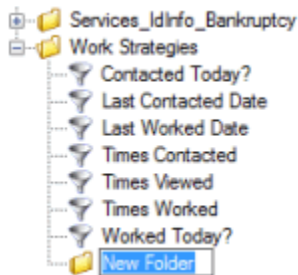 Services_IdInfo_Bankruptcy
Work Strategies
Contacted Today?
Last Contacted Date
Last Worked Date
Times Contacted
Times Viewed
Times Worked
Worked Today?
New Folder